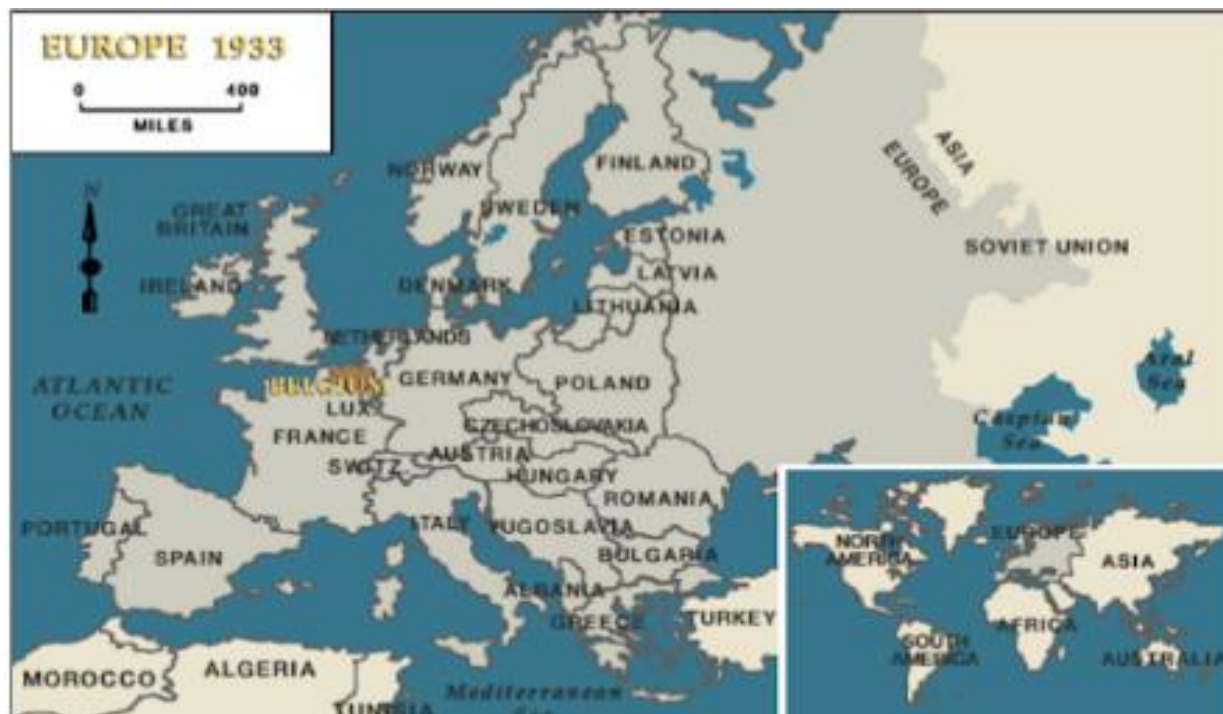 EUROPE 1933
0 400
MILES
N
NORWAY
FINLAND
SWEDEN
GREAT
BRITAIN
IRELAND
DENMARK
ESTONIA
LATVIA
LITHUANIA
ASIA
EUROPE
SOVIET UNION
NETHERLANDS
BELGIUM
GERMANY
POLAND
ATLANTIC
OCEAN
LUX
FRANCE
CZECHOSLOVAKIA
SWITZ
AUSTRIA
HUNGARY
ROMANIA
Aral
Sea
Caspian
Sea
PORTUGAL
SPAIN
ITALY
YUGOSLAVIA
BULGARIA
ALBANIA
GREECE
TURKEY
MOROCCO
ALGERIA
TUNISIA
Mediterranean
Sea
NORTH
AMERICA
EUROPE
ASIA
AFRICA
SOUTH
AMERICA
AUSTRALIA